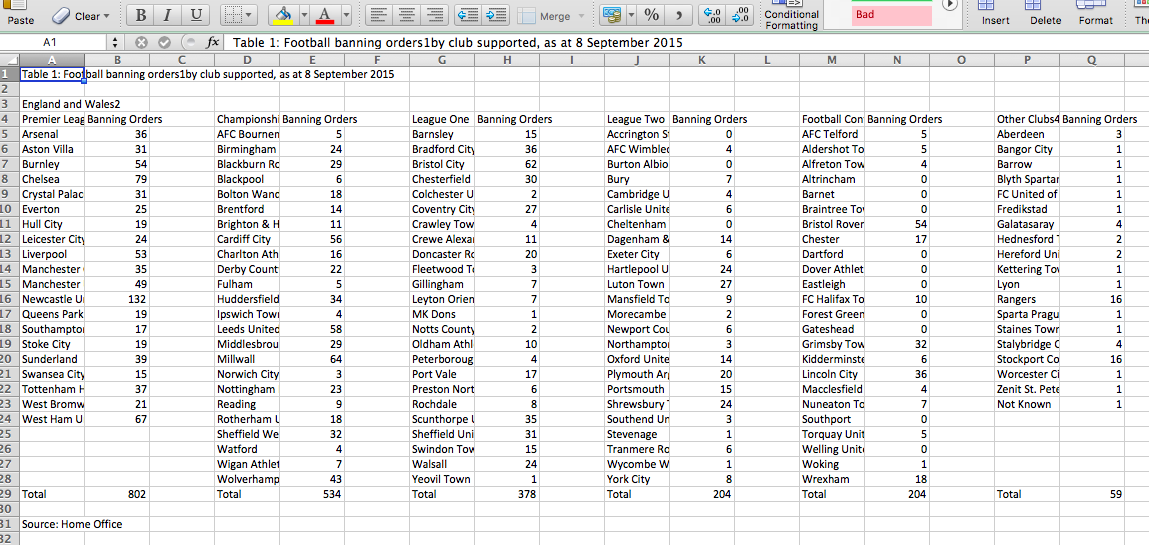 Paste Clear B I U A Merge % Conditional Formatting Bad Insert Delete Format
A1 fx Table 1: Football banning orders1by club supported, as at 8 September 2015
A B C D E F G H I J K L M N O P Q
1 Table 1: Football banning orders1by club supported, as at 8 September 2015
2
3 England and Wales2
4 Premier Leag Banning Orders Championshi Banning Orders League One Banning Orders League Two Banning Orders Football Con Banning Orders Other Clubs4 Banning Orders
5 Arsenal 36 AFC Bournen 5 Barnsley 15 Accrington S 0 AFC Telford 5 Aberdeen 3
6 Aston Villa 31 Birmingham 24 Bradford City 36 AFC Wimbled 4 Aldershot To 5 Bangor City 1
7 Burnley 54 Blackburn Ro 29 Bristol City 62 Burton Albio 0 Alfreton Tow 4 Barrow 1
8 Chelsea 79 Blackpool 6 Chesterfield 30 Bury 7 Altrincham 0 Blyth Spartan 1
9 Crystal Palac 31 Bolton Wand 18 Colchester U 2 Cambridge U 4 Barnet 0 FC United of 1
10 Everton 25 Brentford 14 Coventry City 27 Carlisle Unite 6 Braintree To 0 Fredikstad 1
11 Hull City 19 Brighton & H 11 Crawley Tow 4 Cheltenham 0 Bristol Rover 54 Galatasaray 4
12 Leicester City 24 Cardiff City 56 Crewe Alexa 11 Dagenham & 14 Chester 17 Hednesford 2
13 Liverpool 53 Charlton Ath 16 Doncaster Ro 20 Exeter City 6 Dartford 0 Hereford Uni 2
14 Manchester 35 Derby Count 22 Fleetwood T 3 Hartlepool U 24 Dover Athlet 0 Kettering Tow 1
15 Manchester 49 Fulham 5 Gillingham 7 Luton Town 27 Eastleigh 0 Lyon 1
16 Newcastle U 132 Huddersfield 34 Leyton Orien 7 Mansfield To 9 FC Halifax To 10 Rangers 16
17 Queens Park 19 Ipswich Town 4 MK Dons 1 Morecambe 2 Forest Green 0 Sparta Pragu 1
18 Southampto 17 Leeds United 58 Notts County 2 Newport Cou 6 Gateshead 0 Staines Town 1
19 Stoke City 19 Middlesbrou 29 Oldham Athl 10 Northampto 3 Grimsby Tow 32 Stalybridge C 4
20 Sunderland 39 Millwall 64 Peterboroug 4 Oxford Unite 14 Kidderminste 6 Stockport Co 16
21 Swansea City 15 Norwich City 3 Port Vale 17 Plymouth Ar 20 Lincoln City 36 Worcester Ci 1
22 Tottenham H 37 Nottingham 23 Preston Nort 6 Portsmouth 15 Macclesfield 4 Zenit St. Pete 1
23 West Bromw 21 Reading 9 Rochdale 8 Shrewsbury 24 Nuneaton To 7 Not Known 1
24 West Ham U 67 Rotherham U 18 Scunthorpe 35 Southend Un 3 Southport 0
25 Sheffield We 32 Sheffield Uni 31 Stevenage 1 Torquay Unit 5
26 Watford 4 Swindon Tow 15 Tranmere Ro 6 Welling Unit 0
27 Wigan Athlet 7 Walsall 24 Wycombe W 1 Woking 1
28 Wolverhamp 43 Yeovil Town 1 York City 8 Wrexham 18
29 Total 802 Total 534 Total 378 Total 204 Total 204 Total 59
30
31 Source: Home Office
32